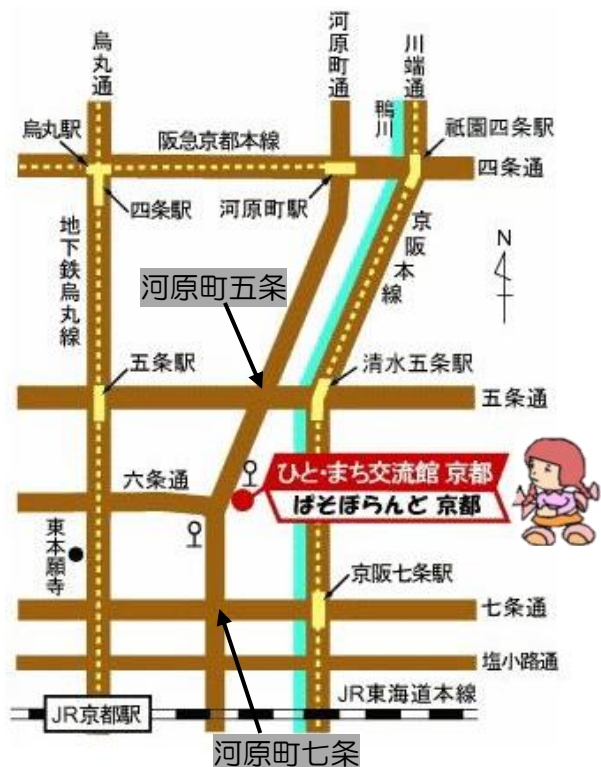 烏丸通
河原町通
川端通
鴨川
烏丸駅
阪急京都本線
祇園四条駅
四条駅
河原町駅
四条通
地下鉄烏丸線
京阪本線
N
河原町五条
五条駅
清水五条駅
五条通
六条通
ひと・まち交流館 京都
ぱそぼらんど 京都
東本願寺
京阪七条駅
七条通
塩小路通
JR京都駅
JR東海道本線
河原町七条